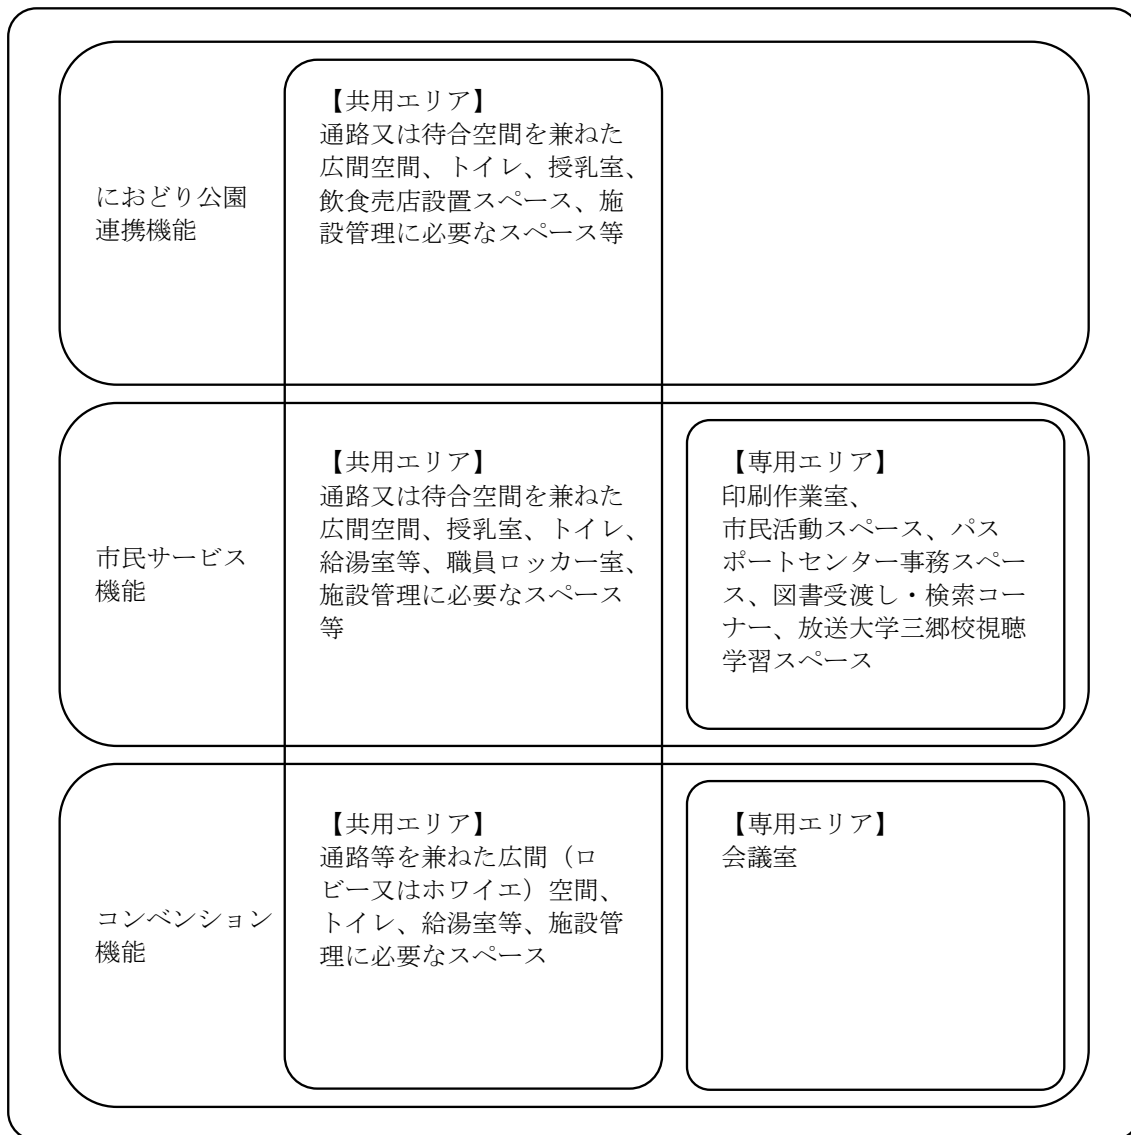 におどり公園
連携機能
【共用エリア】
通路又は待合空間を兼ねた
広間空間、トイレ、授乳室、
飲食売店設置スペース、施
設管理に必要なスペース等
市民サービス
機能
【共用エリア】
通路又は待合空間を兼ねた
広間空間、授乳室、トイレ、
給湯室等、職員ロッカー室、
施設管理に必要なスペース
等
【専用エリア】
印刷作業室、
市民活動スペース、パス
ポートセンター事務スペー
ス、図書受渡し・検索コー
ナー、放送大学三郷校視聴
学習スペース
コンベンション
機能
【共用エリア】
通路等を兼ねた広間（ロ
ビー又はホワイエ）空間、
トイレ、給湯室等、施設管
理に必要なスペース
【専用エリア】
会議室